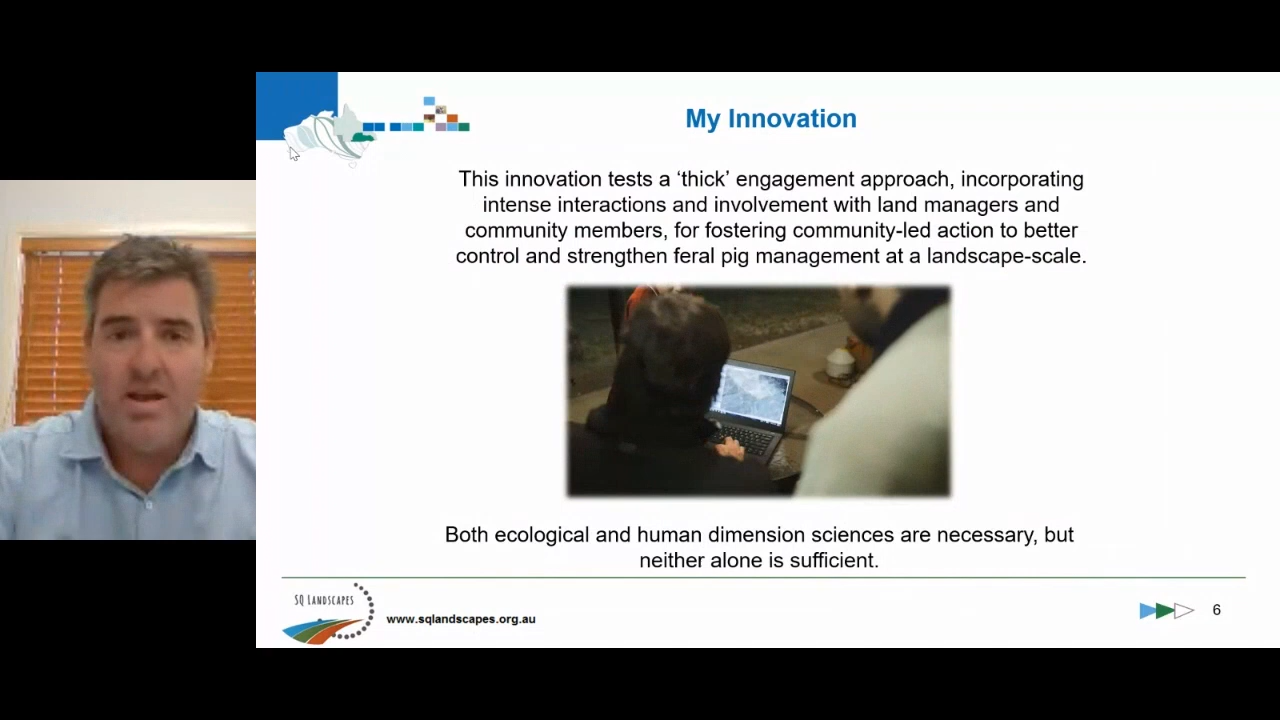 My Innovation
This innovation tests a ‘thick’ engagement approach, incorporating
intense interactions and involvement with land managers and
community members, for fostering community-led action to better
control and strengthen feral pig management at a landscape-scale.
Both ecological and human dimension sciences are necessary, but
neither alone is sufficient.
SQ LANDSCAPES
www.sqlandscapes.org.au
6